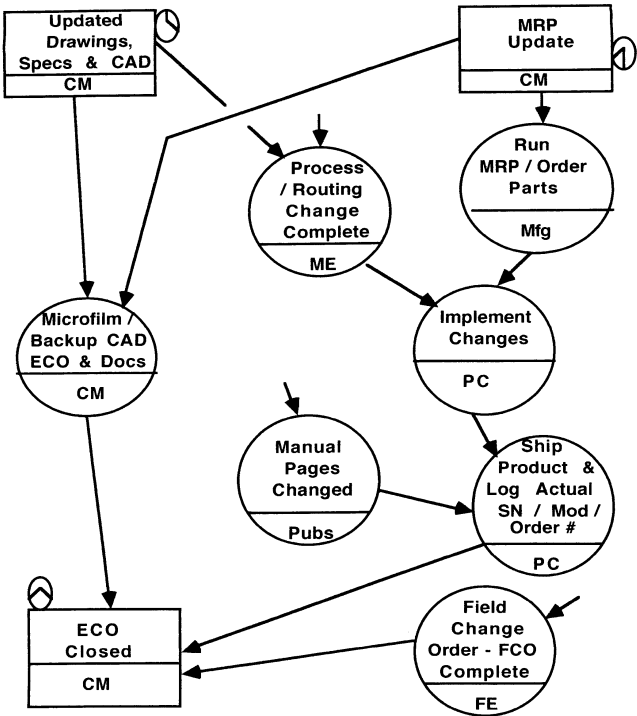 Updated
Drawings,
Specs & CAD
CM
MRP
Update
CM
Process
/ Routing
Change
Complete
ME
Run
MRP / Order
Parts
Mfg
Microfilm /
Backup CAD
ECO & Docs
CM
Implement
Changes
PC
Manual
Pages
Changed
Pubs
Ship
Product &
Log Actual
SN / Mod /
Order #
PC
ECO
Closed
CM
Field
Change
Order - FCO
Complete
FE